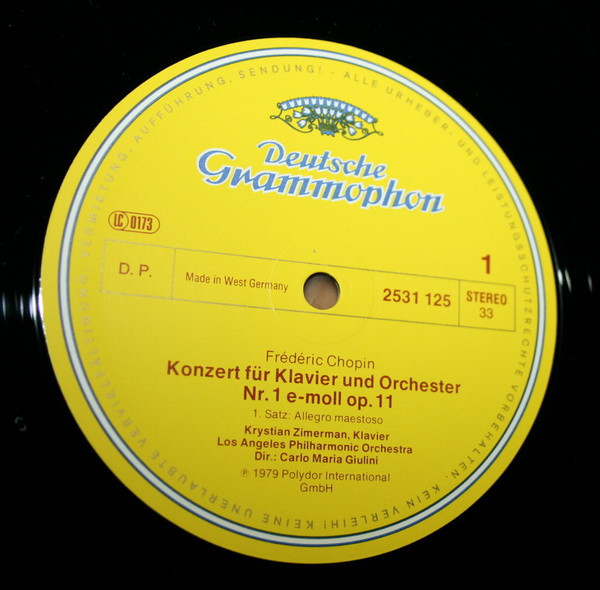 Deutsche
Grammophon
LC 0173
1
D. P.
Made in West Germany
2531 125
STEREO
33
Frédéric Chopin
Konzert für Klavier und Orchester
Nr. 1 e-moll op. 11
1. Satz: Allegro maestoso
Krystian Zimerman, Klavier
Los Angeles Philharmonic Orchestra
Dir.: Carlo Maria Giulini
℗ 1979 Polydor International
GmbH
ALLE URHEBER- UND LEISTUNGSSCHUTZRECHTE VORBEHALTEN. KEIN VERLEIH! KEINE UNERLAUBTE VERVIELFÄLTIGUNG, VERMIETUNG, AUFFÜHRUNG, SENDUNG! -